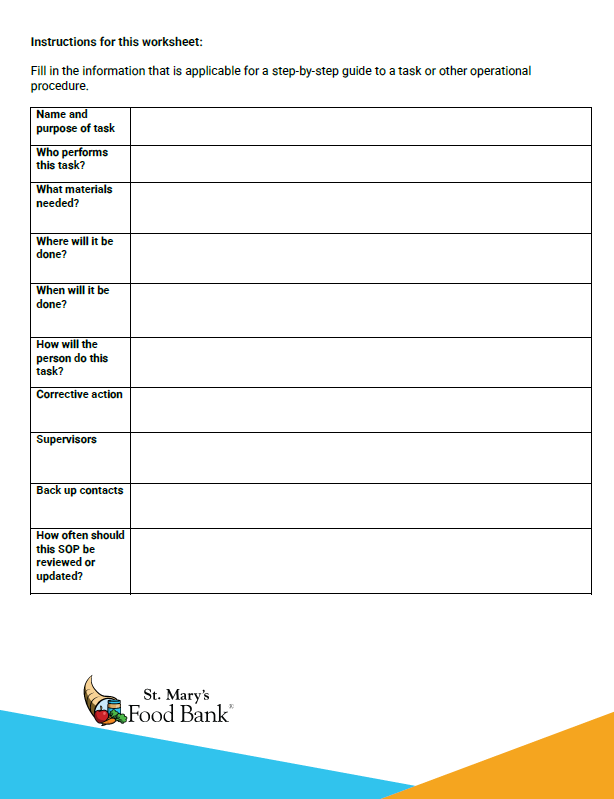 Instructions for this worksheet:
Fill in the information that is applicable for a step-by-step guide to a task or other operational
procedure.
Name and
purpose of task
Who performs
this task?
What materials
needed?
Where will it be
done?
When will it be
done?
How will the
person do this
task?
Corrective action
Supervisors
Back up contacts
How often should
this SOP be
reviewed or
updated?
St. Mary's
Food Bank®